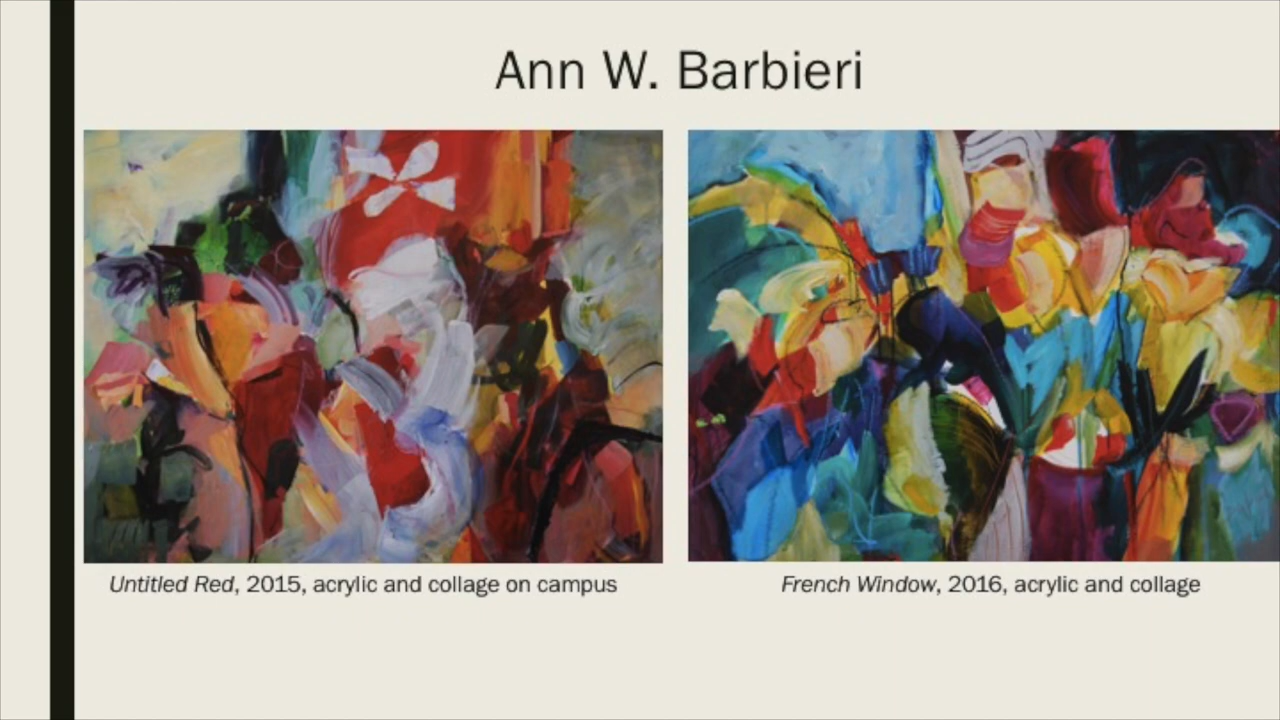 Ann W. Barbieri
Untitled Red, 2015, acrylic and collage on campus
French Window, 2016, acrylic and collage